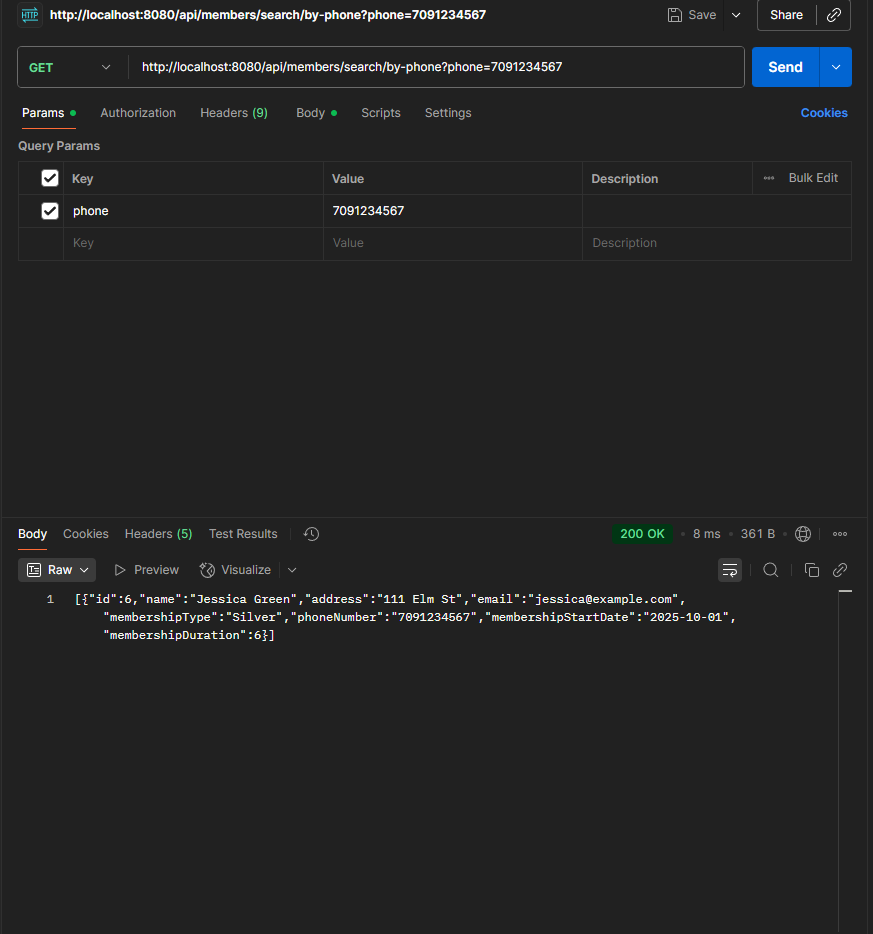 HTTP http://localhost:8080/api/members/search/by-phone?phone=7091234567 Save Share
GET http://localhost:8080/api/members/search/by-phone?phone=7091234567 Send
Params Authorization Headers (9) Body Scripts Settings Cookies
Query Params
Key Value Description Bulk Edit
phone 7091234567
Key Value Description
Body Cookies Headers (5) Test Results 200 OK 8 ms 361 B
Raw Preview Visualize
1 [{"id":6,"name":"Jessica Green","address":"111 Elm St","email":"jessica@example.com",
"membershipType":"Silver","phoneNumber":"7091234567","membershipStartDate":"2025-10-01",
"membershipDuration":6}]